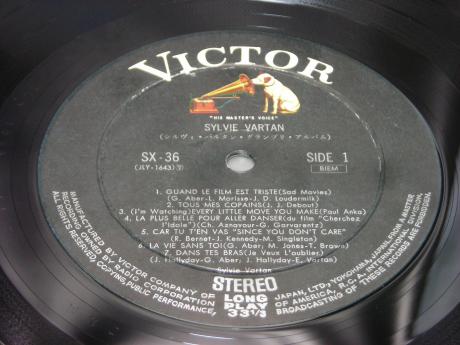 VICTOR
"HIS MASTER'S VOICE"
SYLVIE VARTAN
(シルヴィ・バルタン・グランプリ・アルバム)
SX-36
(JLY-1643)
SIDE 1
BIEM
1. QUAND LE FILM EST TRISTE(Sad Movies)
(G. Aber-L. Morisse-J. D. Loudermilk)
2. TOUS MES COPAINS(J. J. Debout)
3. (I'm Watching)EVERY LITTLE MOVE YOU MAKE(Paul Anka)
4. LA PLUS BELLE POUR ALLER DANSER(du film "Cherchez
l'Idole") (Ch. Aznavour-G. Garvarentz)
5. CAR TU T'EN VAS "SINCE YOU DON'T CARE"
(R. Bernet-J. Kennedy-M. Singleton)
6. LA VIE SANS TOI(G. Aber, M. Jones-T. Brown)
7. DANS TES BRAS(Je Veux L'oublier)
(J. Hallyday-G. Aber, J. Hallyday-E. Vartan)
Sylvie Vartan
STEREO
LONG
PLAY
33 1/3
MANUFACTURED BY VICTOR COMPANY OF JAPAN, LTD., YOKOHAMA, JAPAN, LICENSEE & MASTER
RECORDING BY RADIO CORPORATION OF AMERICA, R.C.A. INTERNATIONAL DIVISION.
ALL RIGHTS RESERVED, COPYING, PUBLIC PERFORMANCE, BROADCASTING OF THESE RECORD ARE FORBIDDEN.